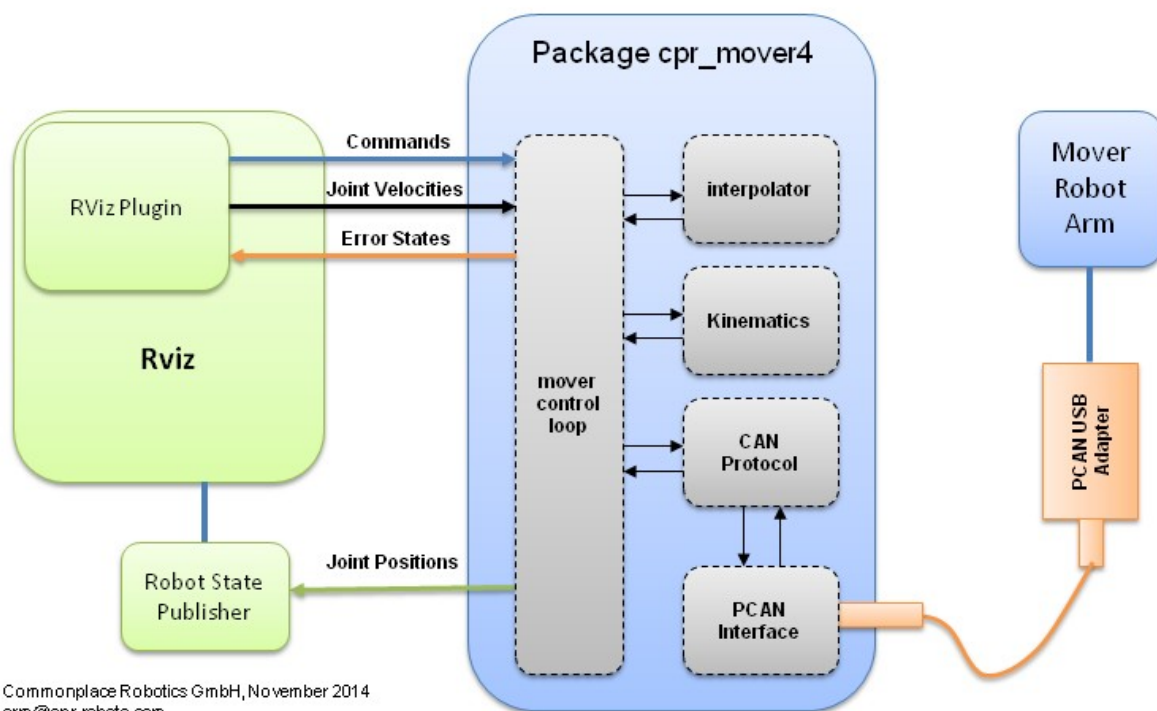 Package cpr_mover4
Commands
Joint Velocities
Error States
RViz Plugin
Rviz
Robot State
Publisher
Joint Positions
mover
control
loop
interpolator
Kinematics
CAN
Protocol
PCAN
Interface
Mover
Robot
Arm
PCAN USB
Adapter
Commonplace Robotics GmbH, November 2014